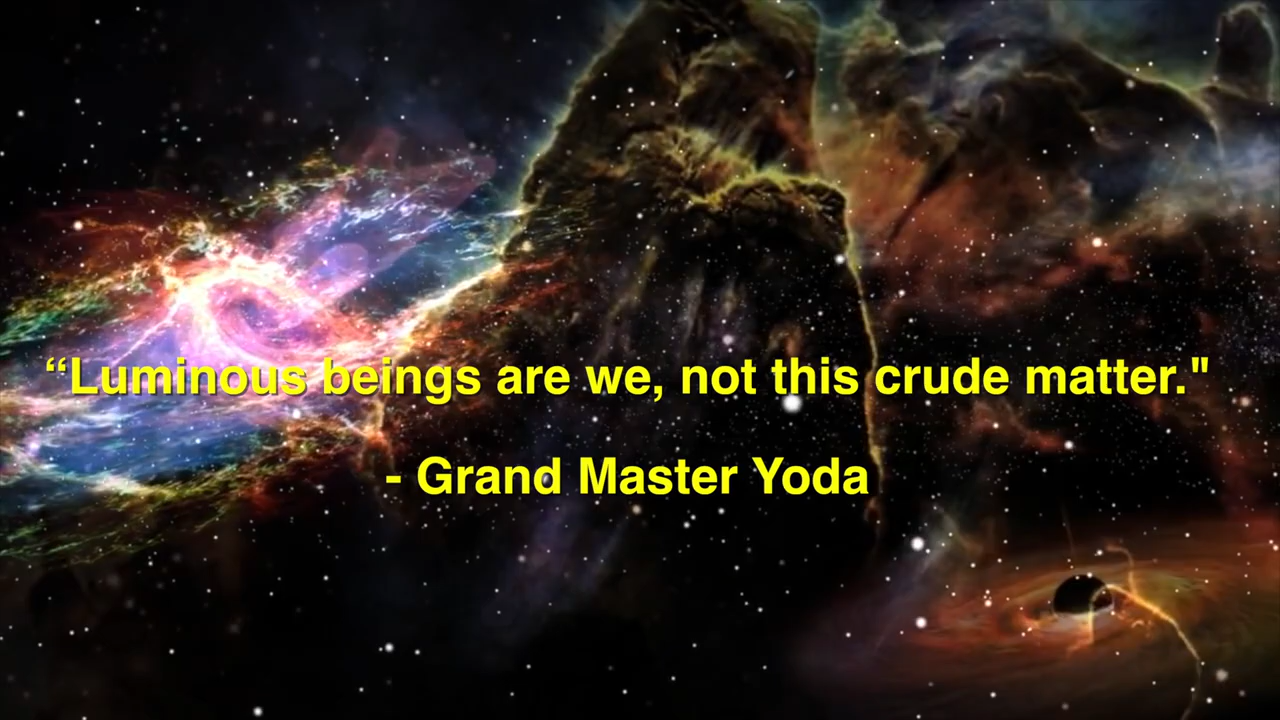 “Luminous beings are we, not this crude matter."
- Grand Master Yoda